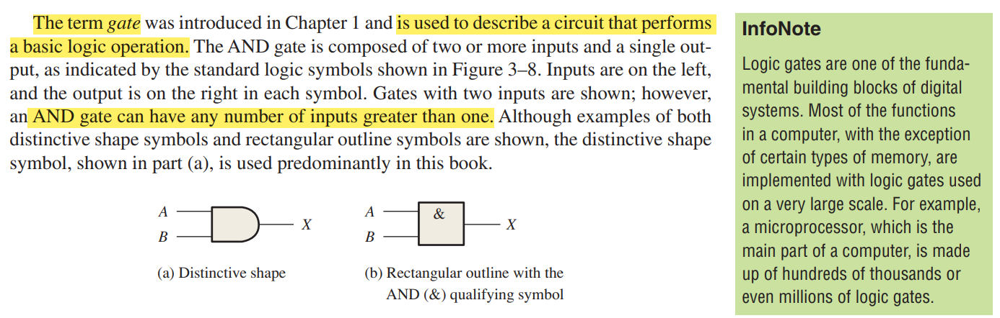 The term gate was introduced in Chapter 1 and is used to describe a circuit that performs
a basic logic operation. The AND gate is composed of two or more inputs and a single out-
put, as indicated by the standard logic symbols shown in Figure 3–8. Inputs are on the left,
and the output is on the right in each symbol. Gates with two inputs are shown; however,
an AND gate can have any number of inputs greater than one. Although examples of both
distinctive shape symbols and rectangular outline symbols are shown, the distinctive shape
symbol, shown in part (a), is used predominantly in this book.
A
B
X
(a) Distinctive shape
A
B
&
X
(b) Rectangular outline with the
AND (&) qualifying symbol
InfoNote
Logic gates are one of the funda-
mental building blocks of digital
systems. Most of the functions
in a computer, with the exception
of certain types of memory, are
implemented with logic gates used
on a very large scale. For example,
a microprocessor, which is the
main part of a computer, is made
up of hundreds of thousands or
even millions of logic gates.